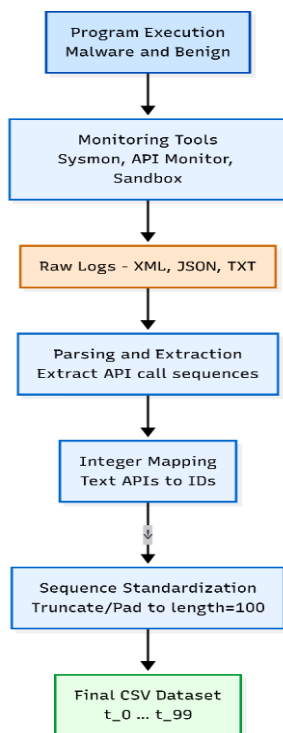 Program Execution
Malware and Benign
Monitoring Tools
Sysmon, API Monitor,
Sandbox
Raw Logs - XML, JSON, TXT
Parsing and Extraction
Extract API call sequences
Integer Mapping
Text APIs to IDs
Sequence Standardization
Truncate/Pad to length=100
Final CSV Dataset
t_0 ... t_99